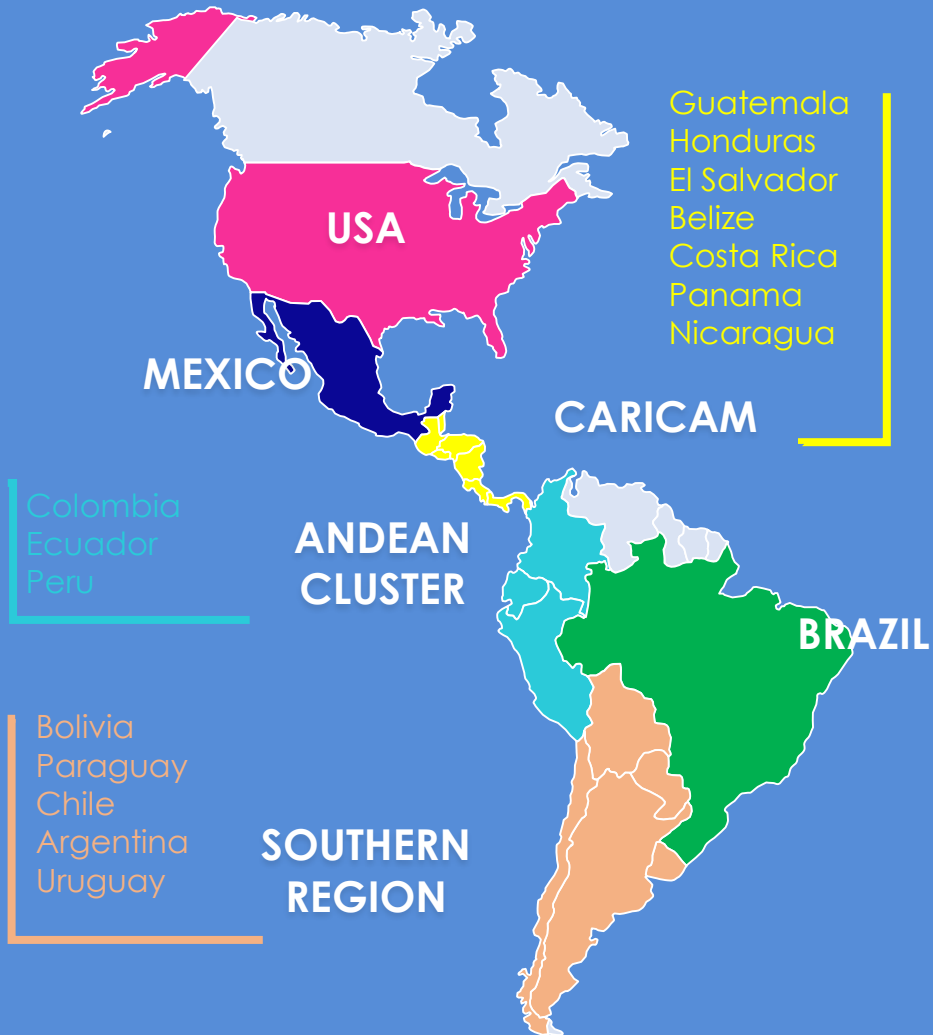 Guatemala
Honduras
El Salvador
Belize
Costa Rica
Panama
Nicaragua
USA
MEXICO
CARICAM
Colombia
Ecuador
Peru
ANDEAN
CLUSTER
BRAZIL
Bolivia
Paraguay
Chile
Argentina
Uruguay
SOUTHERN
REGION